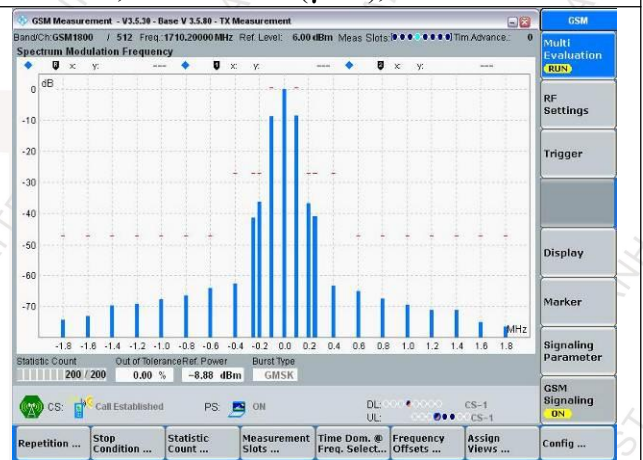 GSM Measurement - V3.5.30 - Base V 3.5.80 - TX Measurement
GSM
Band/Ch:GSM1800 / 512 Freq.:1710.20000MHz Ref. Level: 6.00 dBm Meas Slots: Tim.Advance.: 0
Spectrum Modulation Frequency
x: y: --- x: y: --- x: y: ---
Multi Evaluation
RUN
RF Settings
Trigger
Display
Marker
Signaling Parameter
GSM Signaling
ON
dB
0
-10
-20
-30
-40
-50
-60
-70
MHz
-1.8 -1.6 -1.4 -1.2 -1.0 -0.8 -0.6 -0.4 -0.2 0.0 0.2 0.4 0.6 0.8 1.0 1.2 1.4 1.6 1.8
Statistic Count Out of Tolerance Ref. Power Burst Type
200 / 200 0.00 % -8.88 dBm GMSK
CS: Call Established PS: ON DL: CS-1
UL: CS-1
Repetition ... Stop Condition ... Statistic Count ... Measurement Slots ... Time Dom. @ Freq. Select... Frequency Offsets ... Assign Views ... Config ...